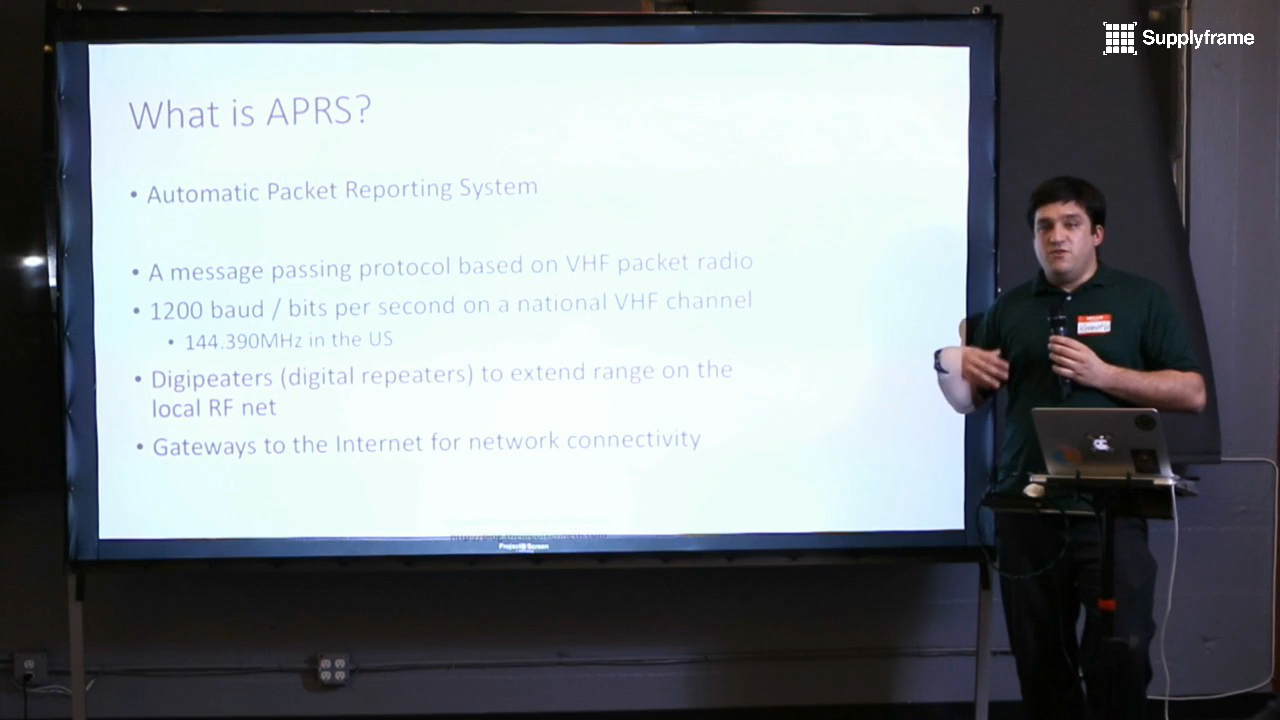 Supplyframe
What is APRS?
• Automatic Packet Reporting System
• A message passing protocol based on VHF packet radio
• 1200 baud / bits per second on a national VHF channel
• 144.390MHz in the US
• Digipeaters (digital repeaters) to extend range on the
local RF net
• Gateways to the Internet for network connectivity
Screen
HELLO